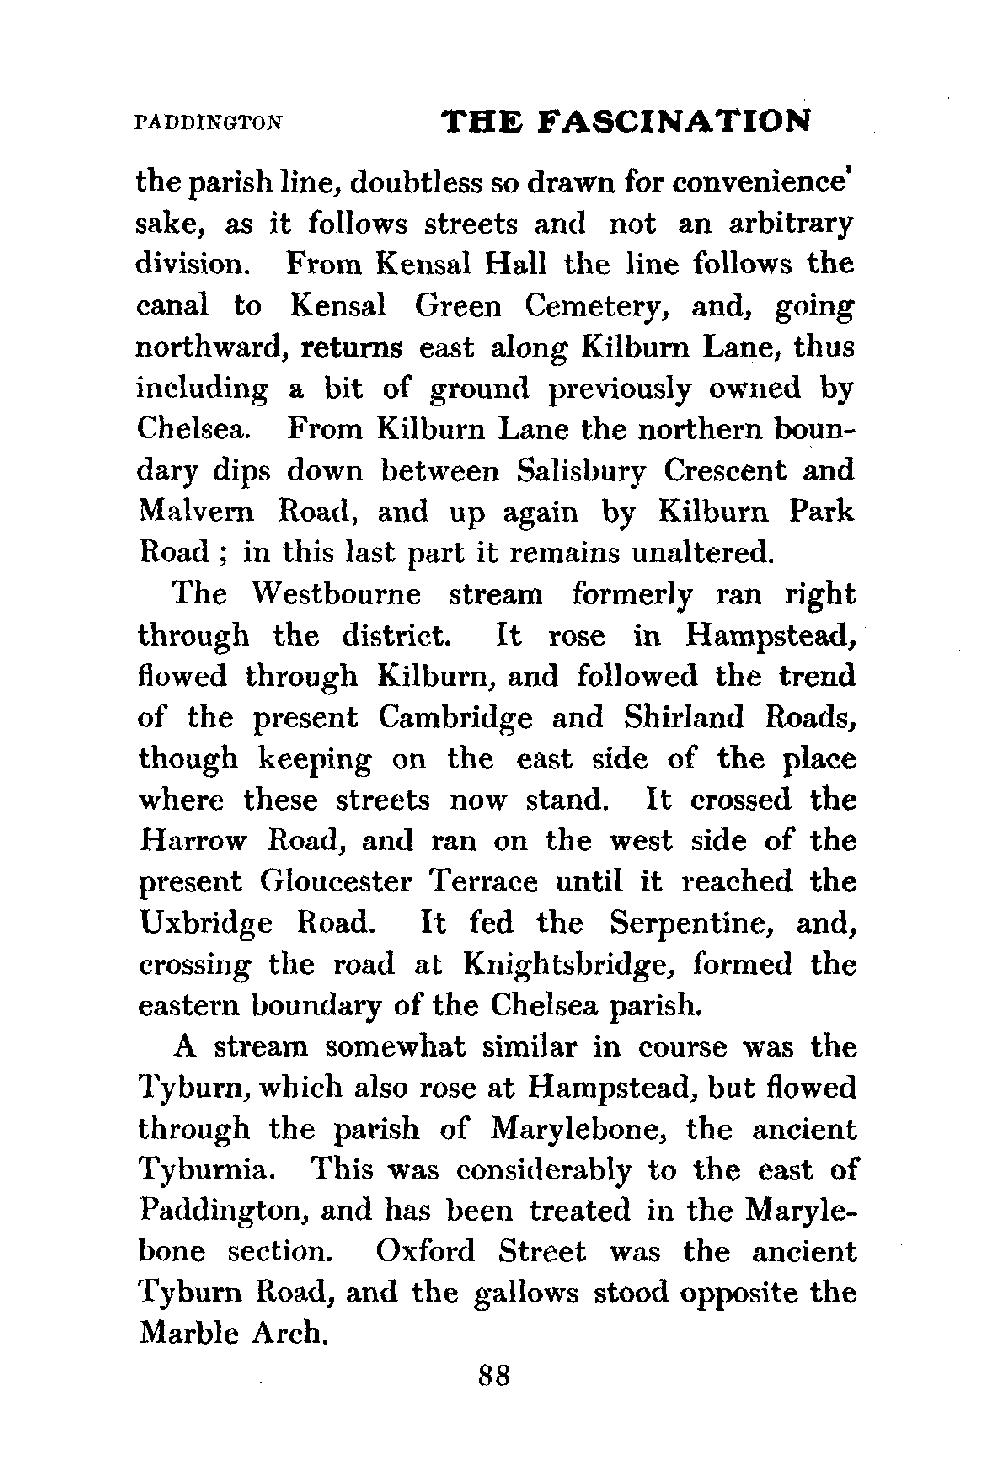 PADDINGTON THE FASCINATION
the parish line, doubtless so drawn for convenience'
sake, as it follows streets and not an arbitrary
division. From Kensal Hall the line follows the
canal to Kensal Green Cemetery, and, going
northward, returns east along Kilburn Lane, thus
including a bit of ground previously owned by
Chelsea. From Kilburn Lane the northern boun-
dary dips down between Salisbury Crescent and
Malvern Road, and up again by Kilburn Park
Road ; in this last part it remains unaltered.
The Westbourne stream formerly ran right
through the district. It rose in Hampstead,
flowed through Kilburn, and followed the trend
of the present Cambridge and Shirland Roads,
though keeping on the east side of the place
where these streets now stand. It crossed the
Harrow Road, and ran on the west side of the
present Gloucester Terrace until it reached the
Uxbridge Road. It fed the Serpentine, and,
crossing the road at Knightsbridge, formed the
eastern boundary of the Chelsea parish.
A stream somewhat similar in course was the
Tyburn, which also rose at Hampstead, but flowed
through the parish of Marylebone, the ancient
Tyburnia. This was considerably to the east of
Paddington, and has been treated in the Maryle-
bone section. Oxford Street was the ancient
Tyburn Road, and the gallows stood opposite the
Marble Arch.
88